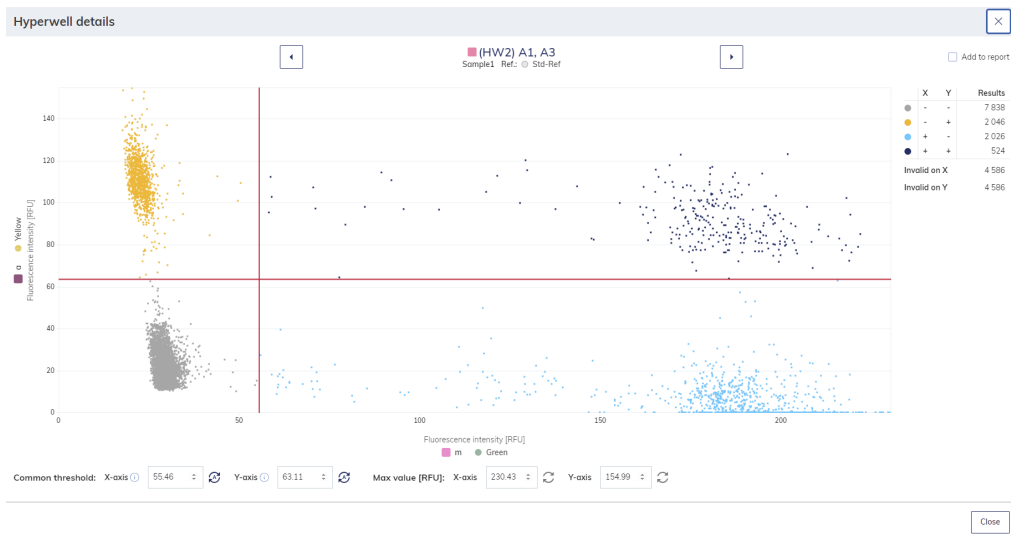 Hyperwell details
(HW2) A1, A3
Sample1 Ref.: Std-Ref
Add to report
X Y Results
- - 7 838
- + 2 046
+ - 2 026
+ + 524
Invalid on X 4 586
Invalid on Y 4 586
140
120
100
80
60
40
20
0
a Yellow
Fluorescence intensity [RFU]
0 50 100 150 200
Fluorescence intensity [RFU]
m Green
Common threshold: X-axis 55.46 Y-axis 63.11 Max value [RFU]: X-axis 230.43 Y-axis 154.99
Close